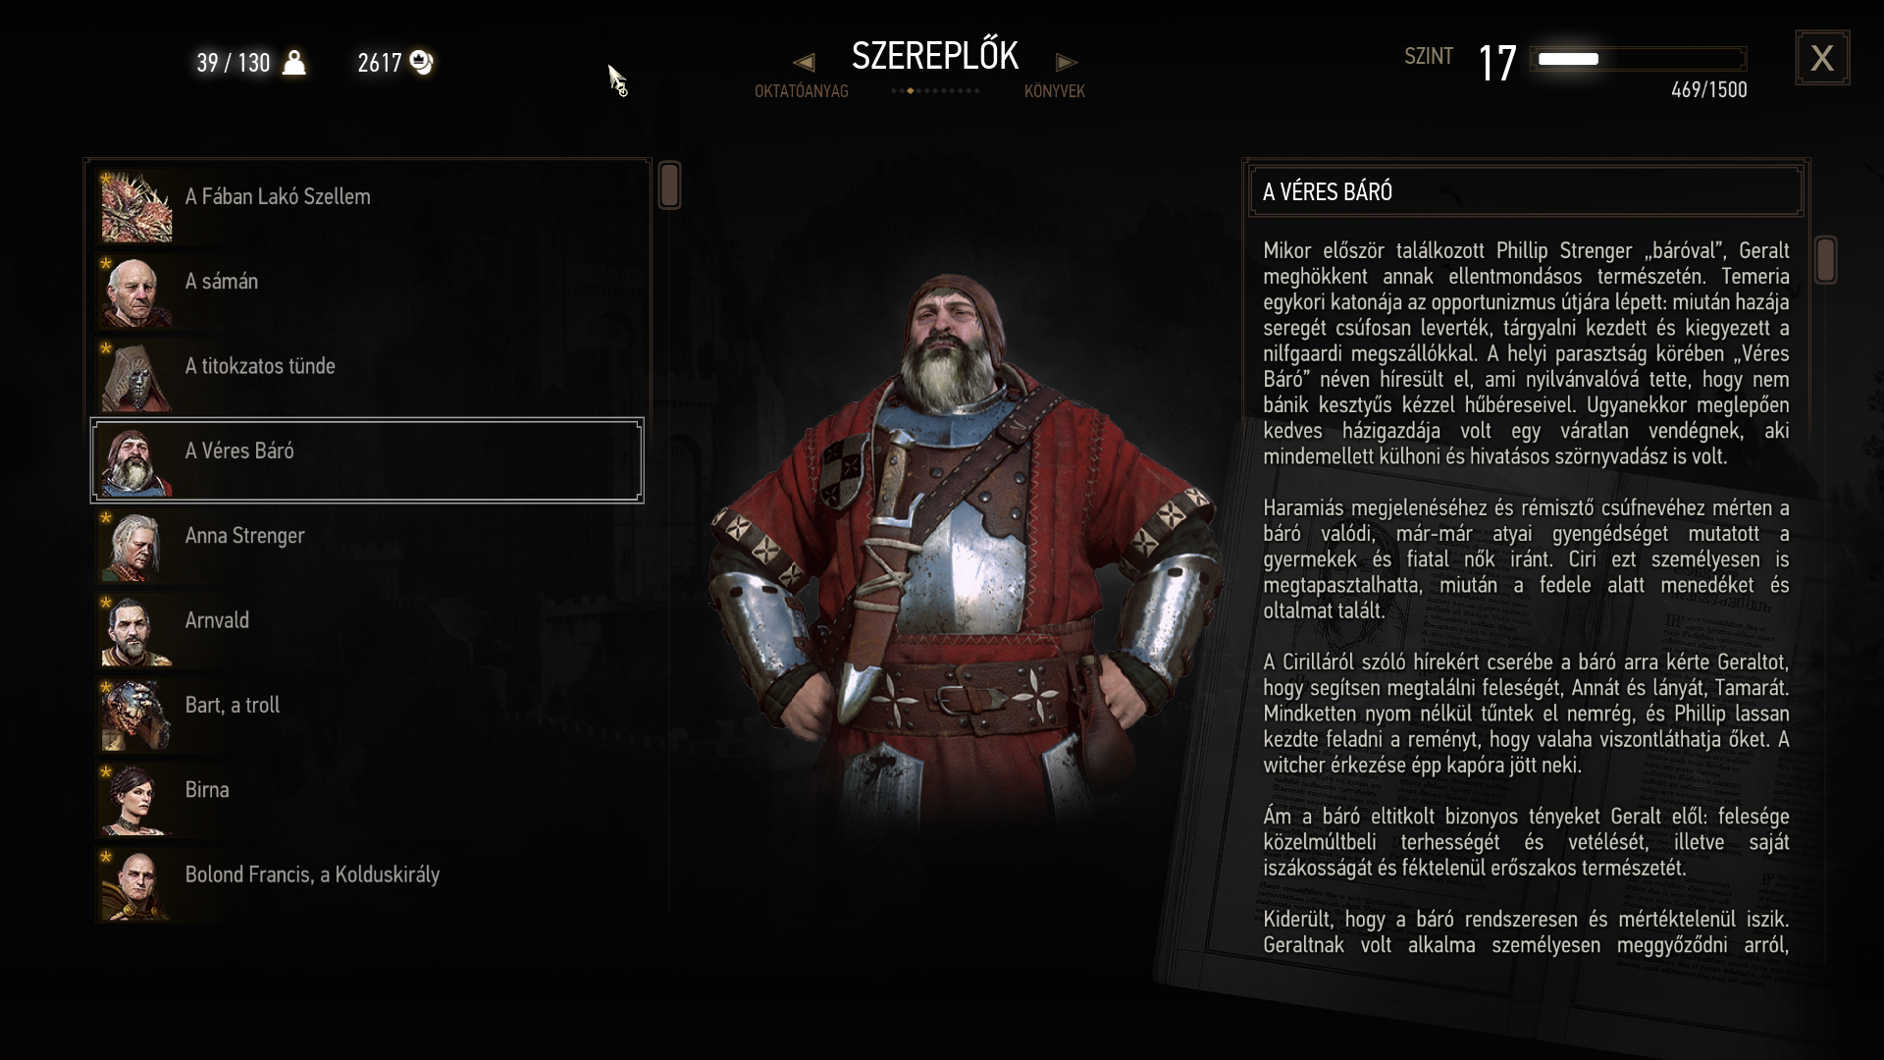 39 / 130
2617
SZEREPLŐK
OKTATÓANYAG
KÖNYVEK
SZINT 17
469/1500
X
A Fában Lakó Szellem
A sámán
A titokzatos tünde
A Véres Báró
Anna Strenger
Arnvald
Bart, a troll
Birna
Bolond Francis, a Kolduskirály
A VÉRES BÁRÓ
Mikor először találkozott Phillip Strenger „báróval”, Geralt
meghökkent annak ellentmondásos természetén. Temeria
egykori katonája az opportunizmus útjára lépett: miután hazája
seregét csúfosan leverték, tárgyalni kezdett és kiegyezett a
nilfgaardi megszállókkal. A helyi parasztság körében „Véres
Báró” néven híresült el, ami nyilvánvalóvá tette, hogy nem
bánik kesztyűs kézzel hűbéreseivel. Ugyanekkor meglepően
kedves házigazdája volt egy váratlan vendégnek, aki
mindemellett külhoni és hivatásos szörnyvadász is volt.
Haramiás megjelenéséhez és rémisztő csúfnevéhez mérten a
báró valódi, már-már atyai gyengédséget mutatott a
gyermekek és fiatal nők iránt. Ciri ezt személyesen is
megtapasztalhatta, miután a fedele alatt menedéket és
oltalmat talált.
A Cirilláról szóló hírekért cserébe a báró arra kérte Geraltot,
hogy segítsen megtalálni feleségét, Annát és lányát, Tamarát.
Mindketten nyom nélkül tűntek el nemrég, és Phillip lassan
kezdte feladni a reményt, hogy valaha viszontláthatja őket. A
witcher érkezése épp kapóra jött neki.
Ám a báró eltitkolt bizonyos tényeket Geralt elől: felesége
közelmúltbeli terhességét és vetélését, illetve saját
iszákosságát és féktelenül erőszakos természetét.
Kiderült, hogy a báró rendszeresen és mértéktelenül iszik.
Geraltnak volt alkalma személyesen meggyőződni arról,